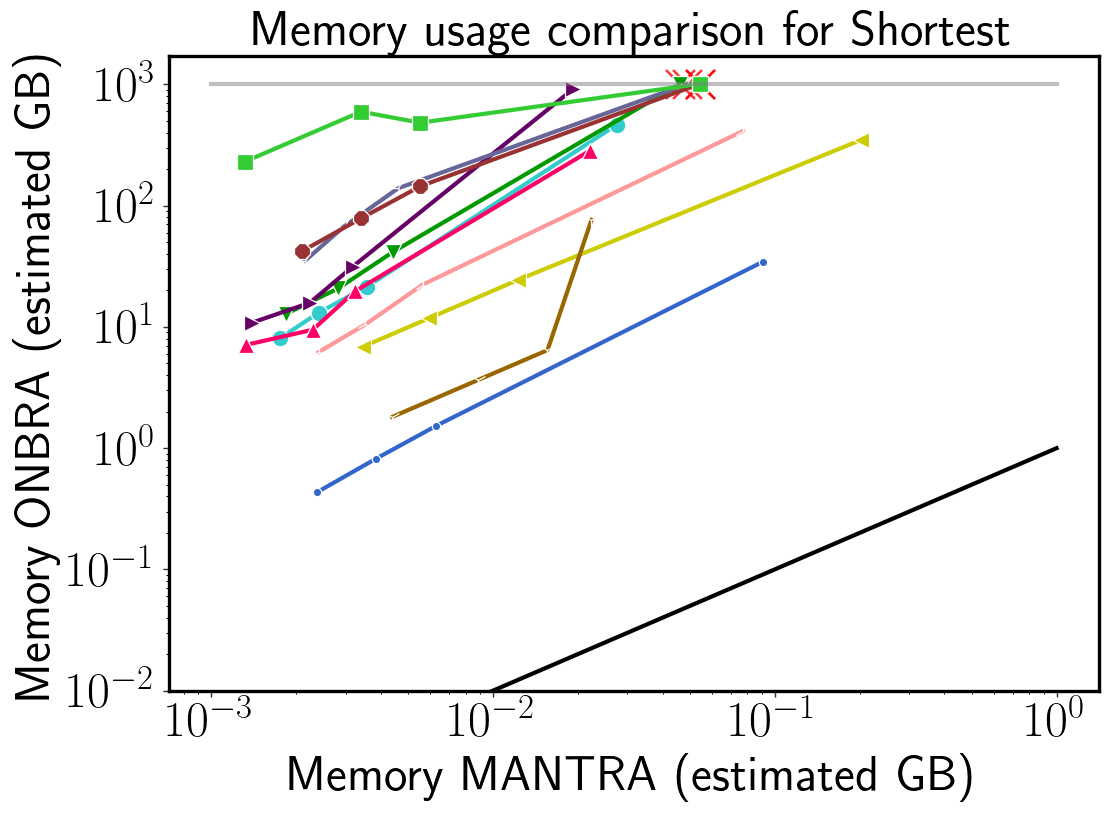 Memory usage comparison for Shortest
Memory ONBRA (estimated GB)
10^3
10^2
10^1
10^0
10^-1
10^-2
10^-3 10^-2 10^-1 10^0
Memory MANTRA (estimated GB)